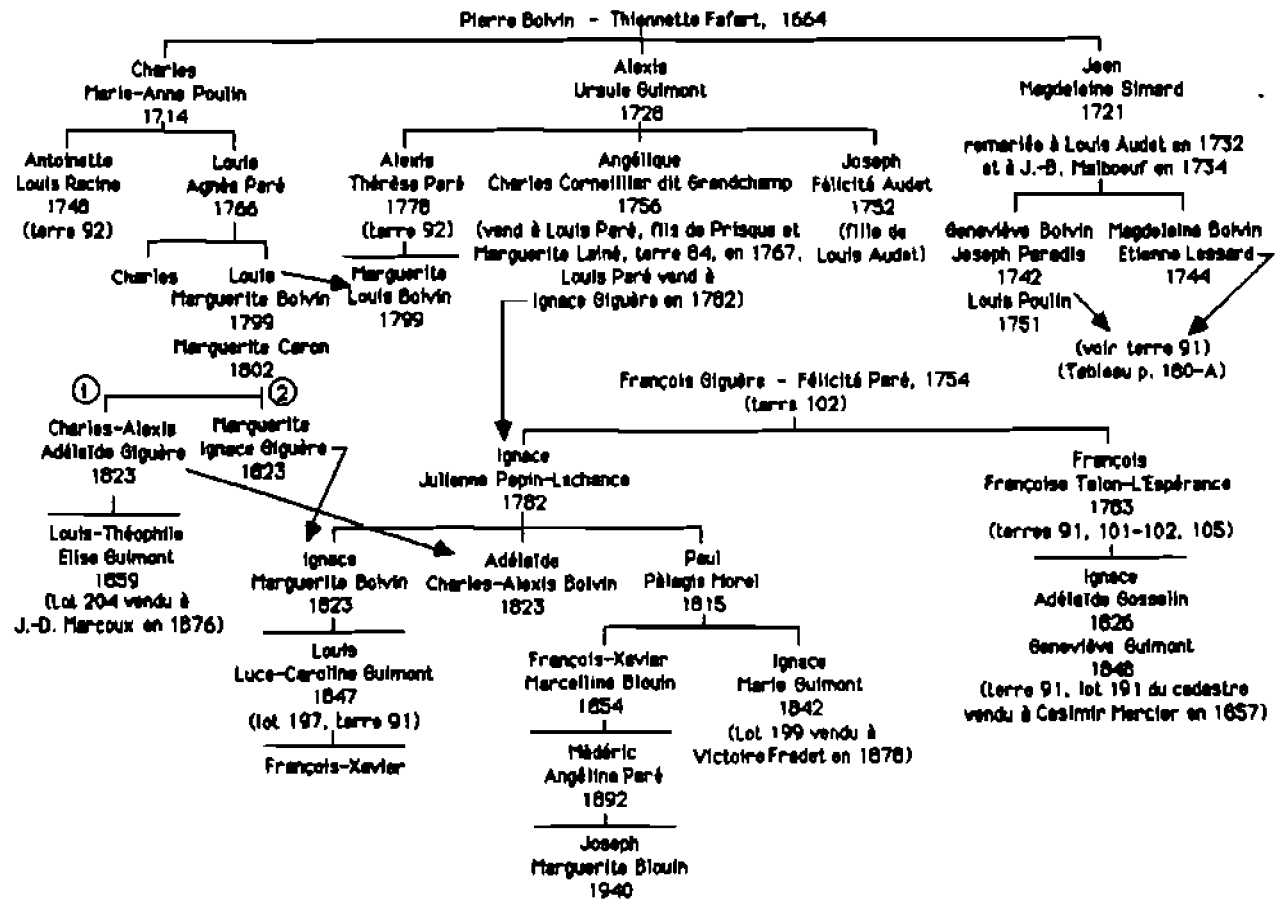 Pierre Boivin - Thiennette Fafart, 1664
Charles
Marie-Anne Poulin
1714
Alexis
Ursule Guimont
1728
Jean
Magdeleine Simard
1721
remariée à Louis Audet en 1732
et à J.-B. Malboeuf en 1734
Antoinette
Louis Racine
1748
(terre 92)
Louis
Agnès Paré
1766
Alexis
Thérèse Paré
1778
(terre 92)
Angélique
Charles Corneillier dit Grandchamp
1756
(vend à Louis Paré, fils de Prisque et
Marguerite Lainé, terre 84, en 1767.
Louis Paré vend à
Ignace Giguère en 1782)
Joseph
Félicité Audet
1752
(fille de
Louis Audet)
Geneviève Boivin
Joseph Paradis
1742
Louis Poulin
1751
Magdeleine Boivin
Etienne Lessard
1744
(voir terre 91)
(Tableau p. 180-A)
Charles
Louis
Marguerite Boivin
1799
Marguerite Caron
1802
Marguerite
Louis Boivin
1799
① ②
Charles-Alexis
Adélaïde Giguère
1823
Marguerite
Ignace Giguère
1823
Louis-Théophile
Elise Guimont
1859
(Lot 204 vendu à
J.-D. Marcoux en 1876)
François Giguère - Félicité Paré, 1754
(terre 102)
Ignace
Julienne Pepin-Lachance
1782
François
Françoise Talon-L'Espérance
1783
(terres 91, 101-102, 105)
Ignace
Marguerite Boivin
1823
Adélaïde
Charles-Alexis Boivin
1823
Paul
Pèlagie Morel
1815
Ignace
Adélaïde Gosselin
1826
Geneviève Guimont
1848
(terre 91, lot 191 du cadastre
vendu à Casimir Mercier en 1857)
Louis
Luce-Caroline Guimont
1847
(lot 197, terre 91)
François-Xavier
François-Xavier
Marcelline Blouin
1854
Ignace
Marie Guimont
1842
(Lot 199 vendu à
Victoire Fradet en 1878)
Médéric
Angélina Paré
1892
Joseph
Marguerite Blouin
1940